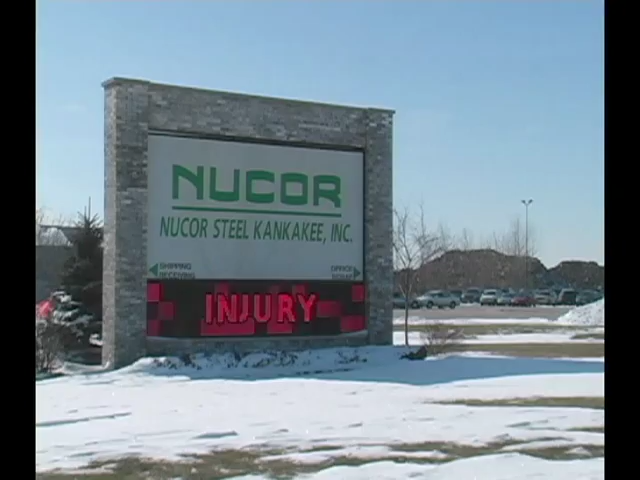 NUCOR
NUCOR STEEL KANKAKEE, INC.
SHIPPING
RECEIVING
OFFICE
INJURY